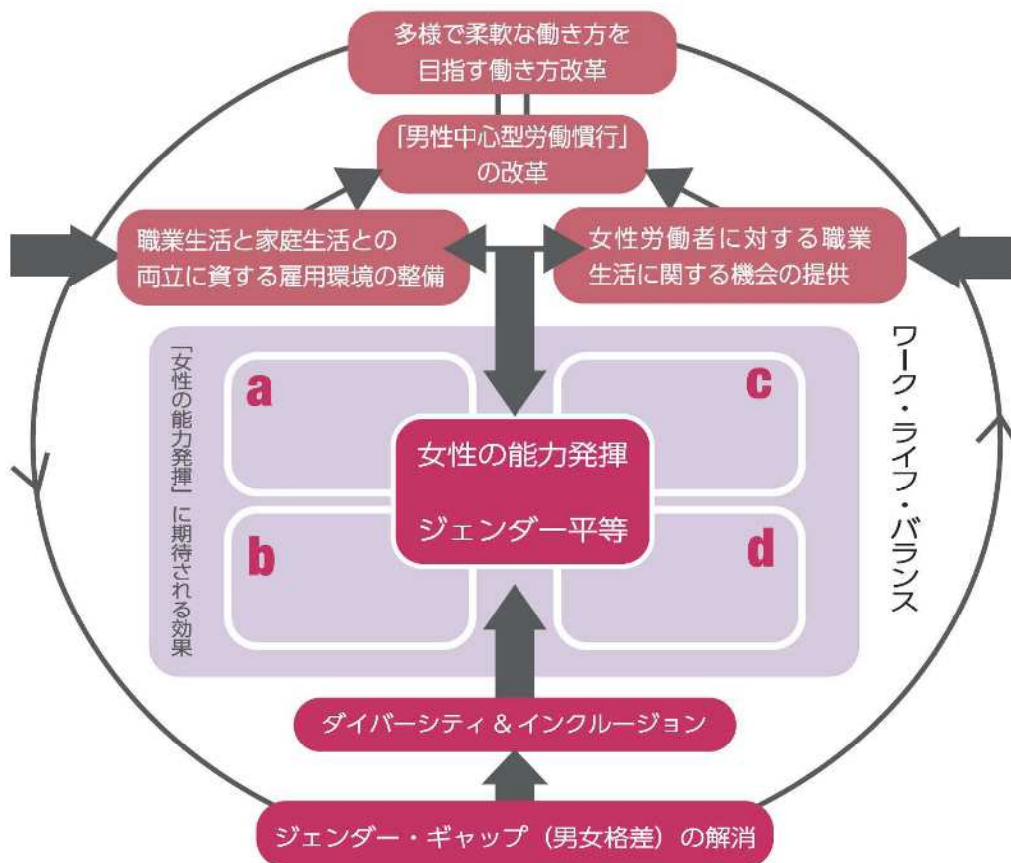 多様で柔軟な働き方を
目指す働き方改革
「男性中心型労働慣行」
の改革
職業生活と家庭生活との
両立に資する雇用環境の整備
女性労働者に対する職業
生活に関する機会の提供
「女性の能力発揮」に期待される効果
a
c
女性の能力発揮
ジェンダー平等
b
d
ワーク・ライフ・バランス
ダイバーシティ&インクルージョン
ジェンダー・ギャップ（男女格差）の解消